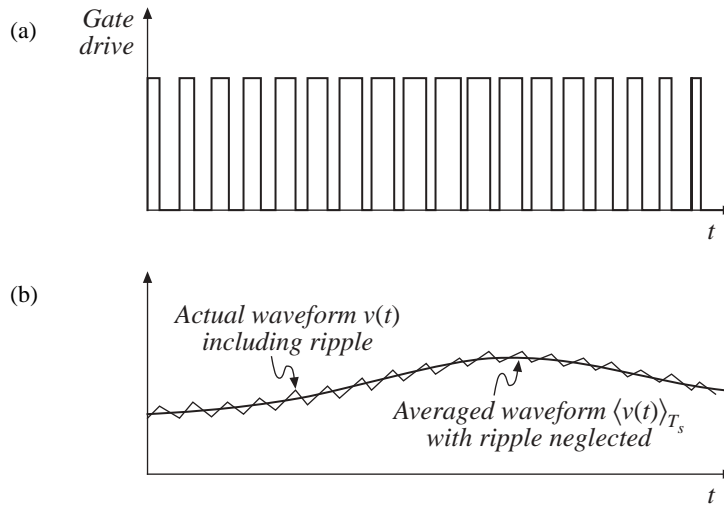 (a)
Gate
drive
t
(b)
Actual waveform v(t)
including ripple
Averaged waveform ⟨v(t)⟩Tₛ
with ripple neglected
t